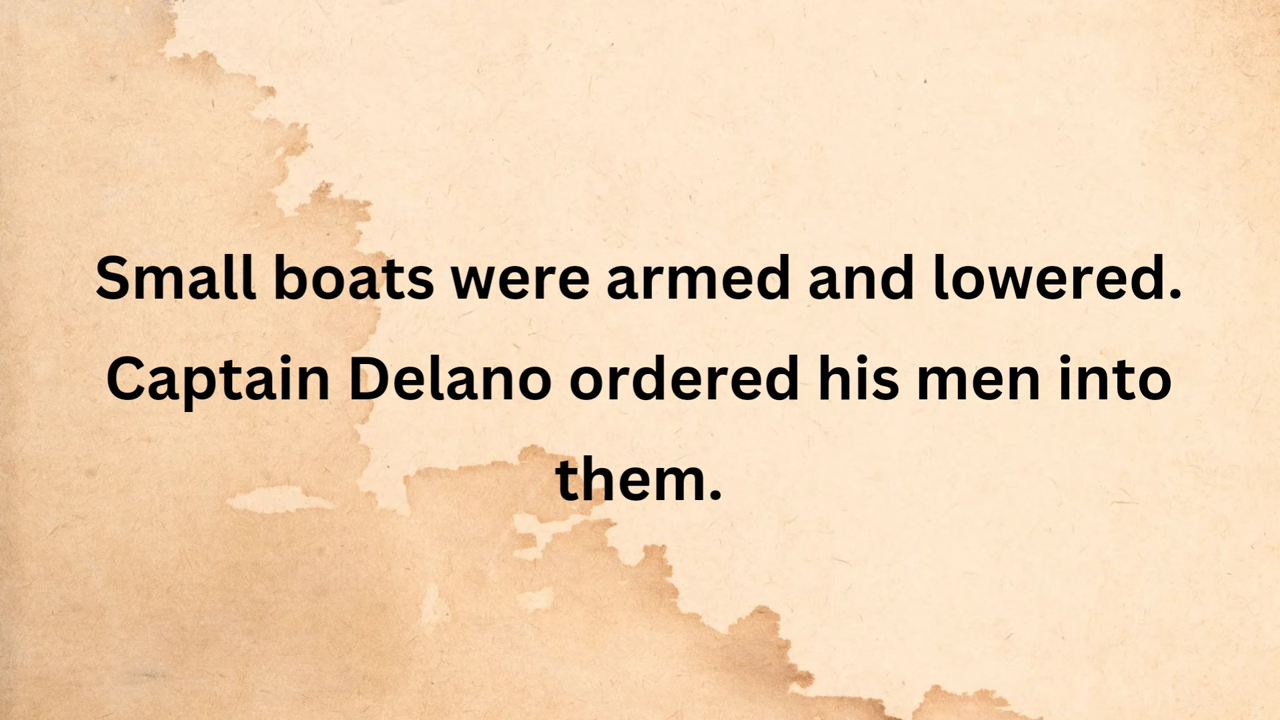 Small boats were armed and lowered.
Captain Delano ordered his men into
them.